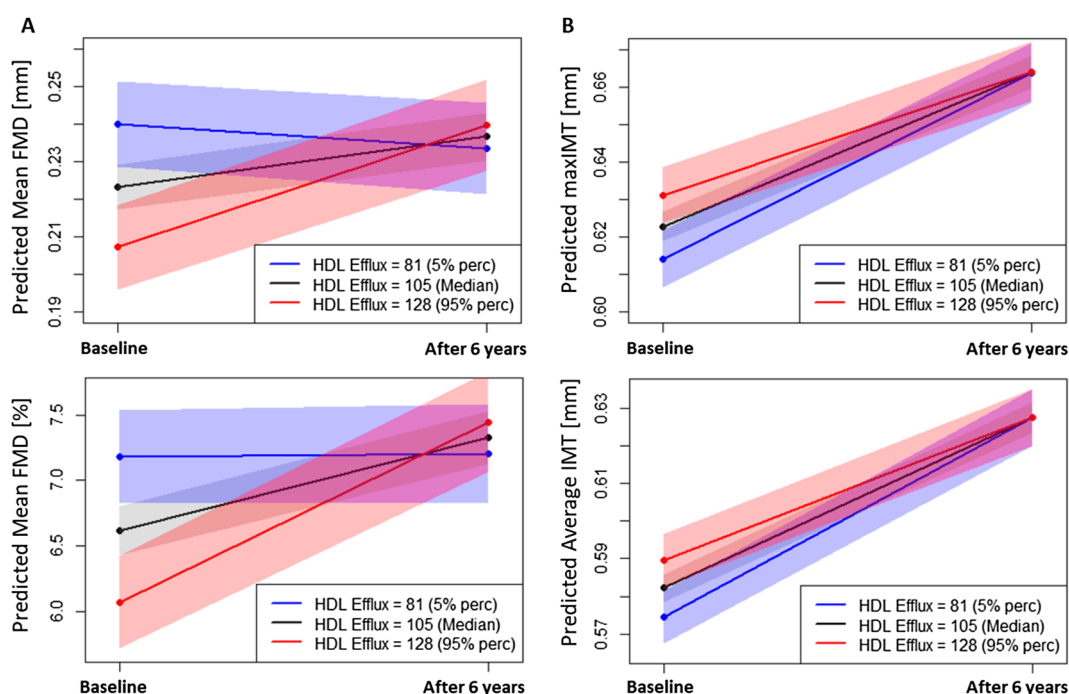 A
Predicted Mean FMD [mm]
0.25
0.23
0.21
0.19
HDL Efflux = 81 (5% perc)
HDL Efflux = 105 (Median)
HDL Efflux = 128 (95% perc)
Baseline
After 6 years
B
Predicted maxIMT [mm]
0.66
0.64
0.62
0.60
HDL Efflux = 81 (5% perc)
HDL Efflux = 105 (Median)
HDL Efflux = 128 (95% perc)
Baseline
After 6 years
Predicted Mean FMD [%]
7.5
7.0
6.5
6.0
HDL Efflux = 81 (5% perc)
HDL Efflux = 105 (Median)
HDL Efflux = 128 (95% perc)
Baseline
After 6 years
Predicted Average IMT [mm]
0.63
0.61
0.59
0.57
HDL Efflux = 81 (5% perc)
HDL Efflux = 105 (Median)
HDL Efflux = 128 (95% perc)
Baseline
After 6 years